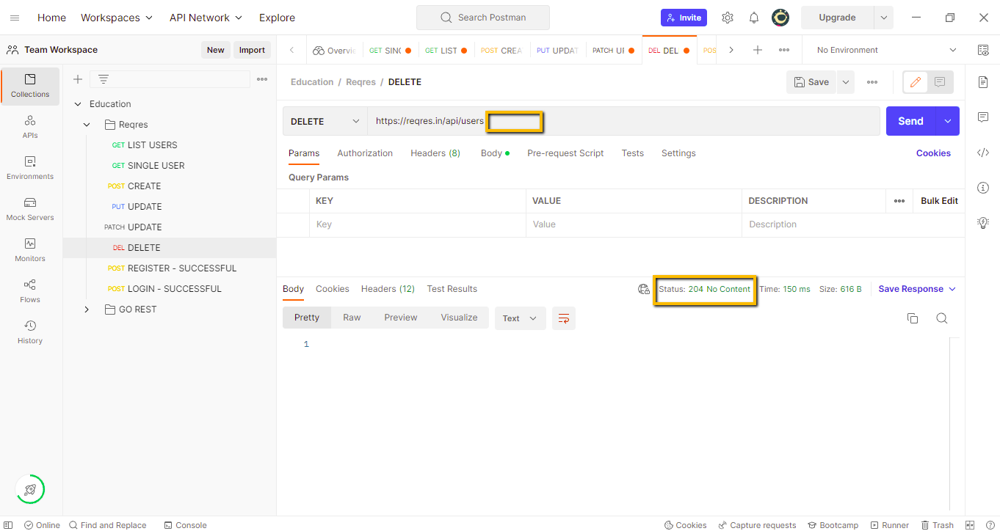 Home Workspaces API Network Explore Search Postman Invite Upgrade
Team Workspace New Import
Overvi GET SIN GET LIST POST CREA PUT UPDAT PATCH UP DEL DEL POS No Environment
Collections
APIs
Environments
Mock Servers
Monitors
Flows
History
Education
Reqres
GET LIST USERS
GET SINGLE USER
POST CREATE
PUT UPDATE
PATCH UPDATE
DEL DELETE
POST REGISTER - SUCCESSFUL
POST LOGIN - SUCCESSFUL
GO REST
Education / Reqres / DELETE Save
DELETE https://reqres.in/api/users Send
Params Authorization Headers (8) Body Pre-request Script Tests Settings Cookies
Query Params
KEY VALUE DESCRIPTION Bulk Edit
Key Value Description
Body Cookies Headers (12) Test Results Status: 204 No Content Time: 150 ms Size: 616 B Save Response
Pretty Raw Preview Visualize Text
1
Online Find and Replace Console Cookies Capture requests Bootcamp Runner Trash